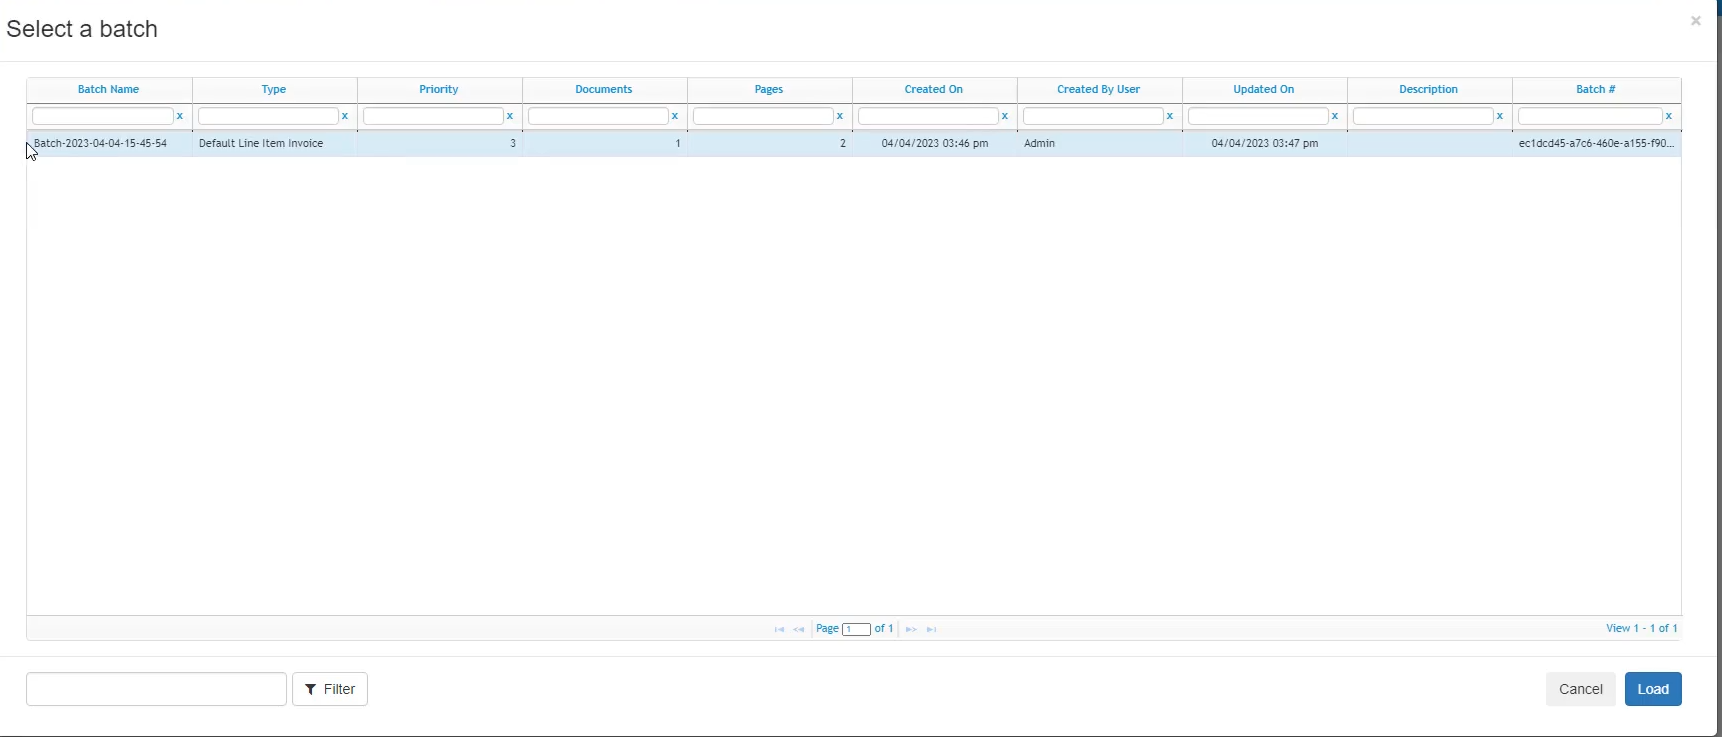 Select a batch
×
Batch Name Type Priority Documents Pages Created On Created By User Updated On Description Batch #
x x x x x x x x x x
Batch-2023-04-04-15-45-54 Default Line Item Invoice 3 1 2 04/04/2023 03:46 pm Admin 04/04/2023 03:47 pm ec1dcd45-a7c6-460e-a155-f90...
Page 1 of 1 View 1 - 1 of 1
Filter Cancel Load